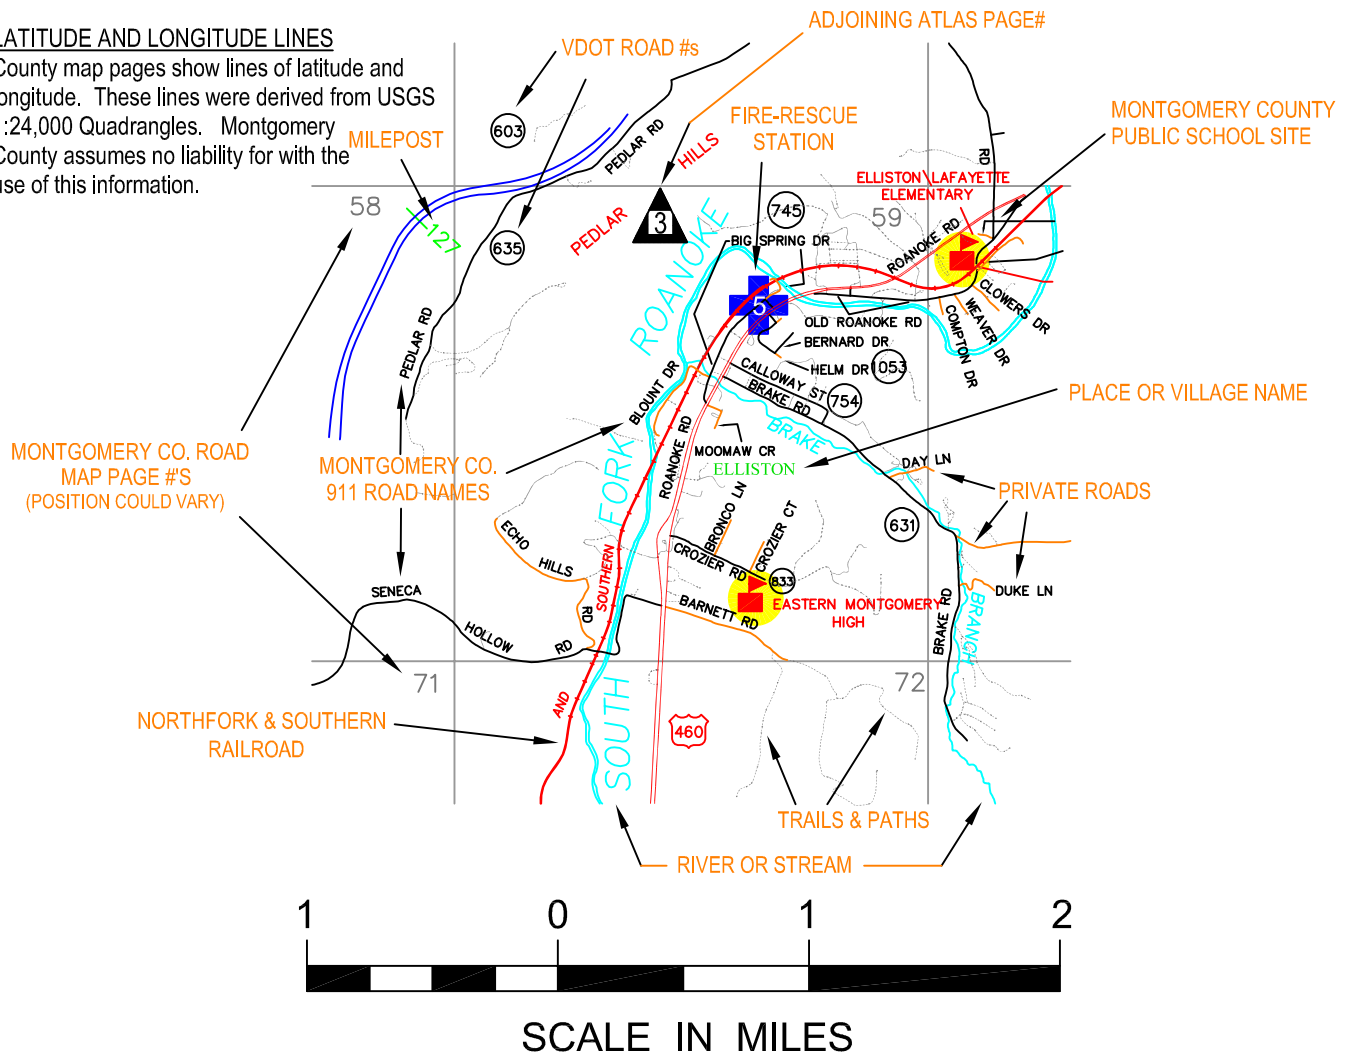 LATITUDE AND LONGITUDE LINES
County map pages show lines of latitude and
ongitude. These lines were derived from USGS
:24,000 Quadrangles. Montgomery
County assumes no liability for with the
use of this information.
ADJOINING ATLAS PAGE#
VDOT ROAD #s
MILEPOST
FIRE-RESCUE
STATION
MONTGOMERY COUNTY
PUBLIC SCHOOL SITE
603
635
58
127
PEDLAR RD
PEDLAR HILLS
3
ROANOKE
745
BIG SPRING DR
59
ELLISTON\LAFAYETTE
ELEMENTARY
RD
ROANOKE RD
5
CLOWERS DR
WEAVER DR
COMPTON DR
OLD ROANOKE RD
BERNARD DR
HELM DR
1053
PEDLAR RD
BLOUNT DR
CALLOWAY ST
BRAKE RD
754
BRAKE
PLACE OR VILLAGE NAME
MONTGOMERY CO. ROAD
MAP PAGE #'S
(POSITION COULD VARY)
MONTGOMERY CO.
911 ROAD NAMES
ROANOKE RD
MOOMAW CR
ELLISTON
DAY LN
PRIVATE ROADS
FORK
BRONCO LN
CROZIER CT
631
ECHO HILLS RD
CROZIER RD
833
SOUTHERN
SENECA HOLLOW RD
BARNETT RD
EASTERN MONTGOMERY
HIGH
BRAKE RD
BRANCH
DUKE LN
71
72
AND
SOUTH
460
NORTHFORK & SOUTHERN
RAILROAD
TRAILS & PATHS
RIVER OR STREAM
1 0 1 2
SCALE IN MILES